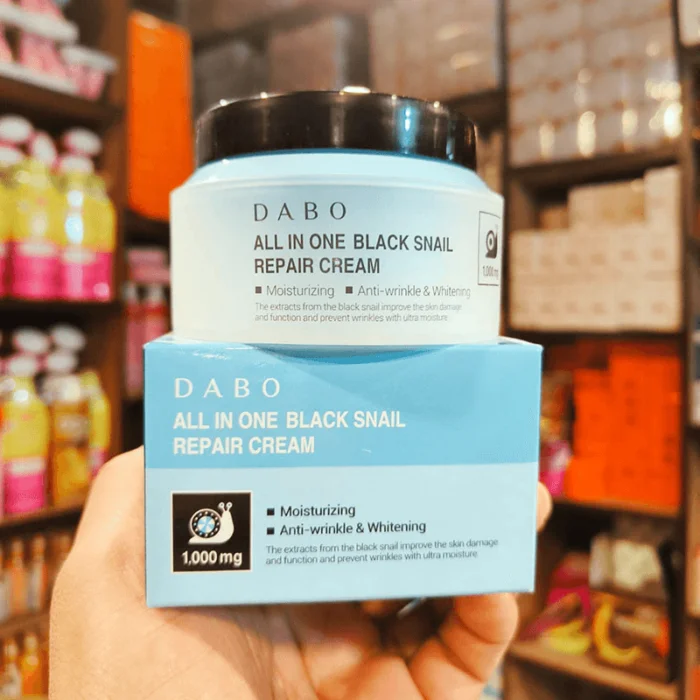 DABO
ALL IN ONE BLACK SNAIL
REPAIR CREAM
■ Moisturizing ■ Anti-wrinkle & Whitening
The extracts from the black snail improve the skin damage
and function and prevent wrinkles with ultra moisture
1,000 mg
DABO
ALL IN ONE BLACK SNAIL
REPAIR CREAM
1,000 mg
■ Moisturizing
■ Anti-wrinkle & Whitening
The extracts from the black snail improve the skin damage
and function and prevent wrinkles with ultra moisture